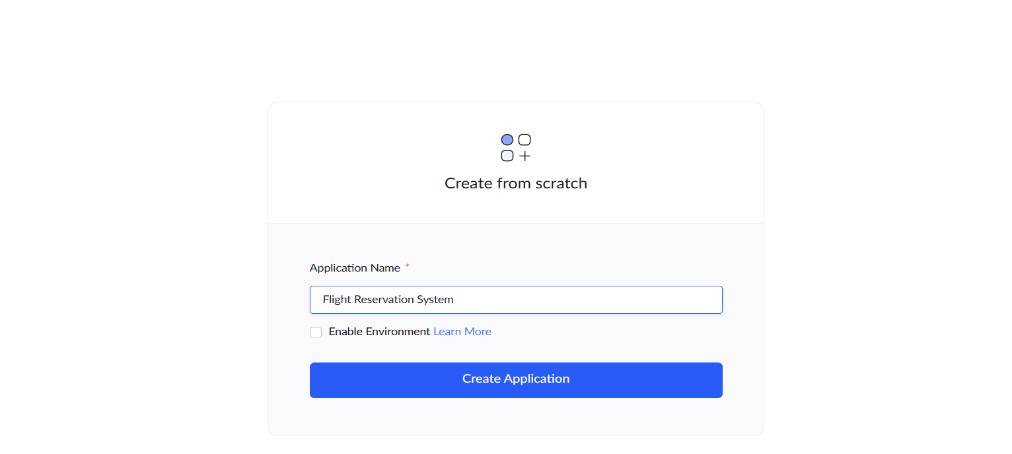 Create from scratch
Application Name *
Flight Reservation System
Enable Environment Learn More
Create Application